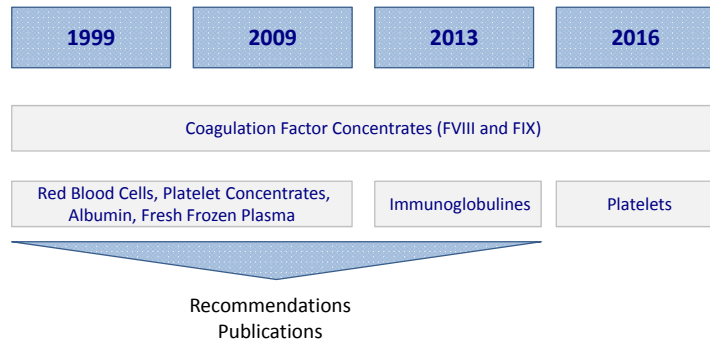 1999 2009 2013 2016
Coagulation Factor Concentrates (FVIII and FIX)
Red Blood Cells, Platelet Concentrates,
Albumin, Fresh Frozen Plasma
Immunoglobulines
Platelets
Recommendations
Publications